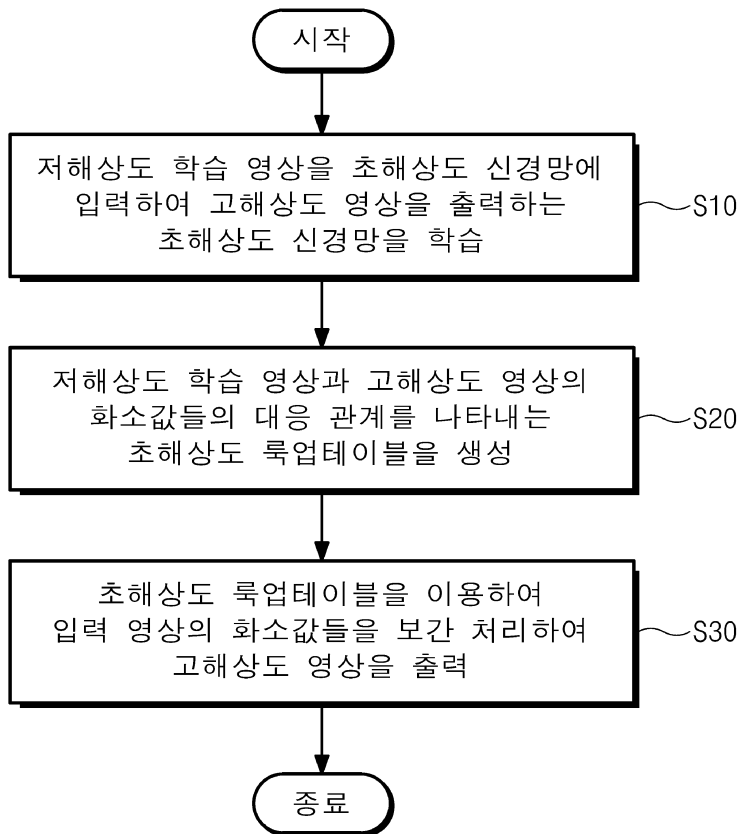 시작
저해상도 학습 영상을 초해상도 신경망에
입력하여 고해상도 영상을 출력하는
초해상도 신경망을 학습
S10
저해상도 학습 영상과 고해상도 영상의
화소값들의 대응 관계를 나타내는
초해상도 룩업테이블을 생성
S20
초해상도 룩업테이블을 이용하여
입력 영상의 화소값들을 보간 처리하여
고해상도 영상을 출력
S30
종료